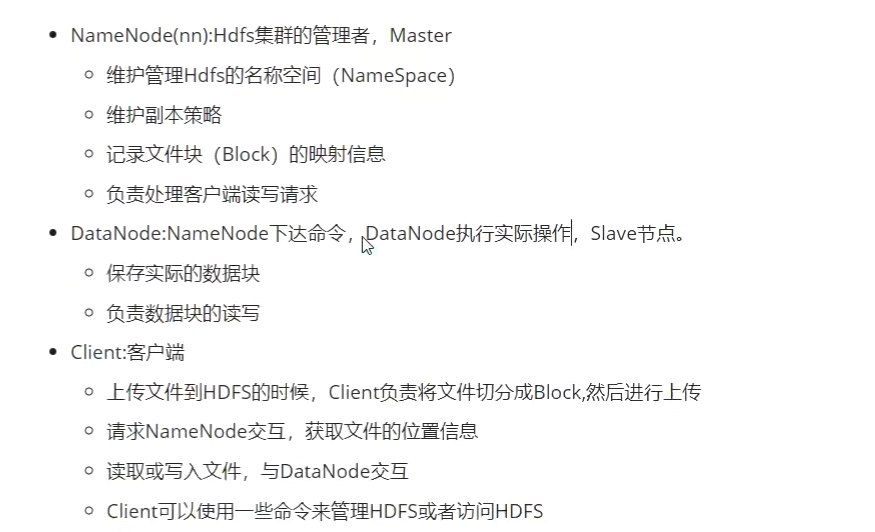 NameNode(nn):Hdfs集群的管理者，Master
维护管理Hdfs的名称空间（NameSpace）
维护副本策略
记录文件块（Block）的映射信息
负责处理客户端读写请求
DataNode:NameNode下达命令，DataNode执行实际操作，Slave节点。
保存实际的数据块
负责数据块的读写
Client:客户端
上传文件到HDFS的时候，Client负责将文件切分成Block,然后进行上传
请求NameNode交互，获取文件的位置信息
读取或写入文件，与DataNode交互
Client可以使用一些命令来管理HDFS或者访问HDFS